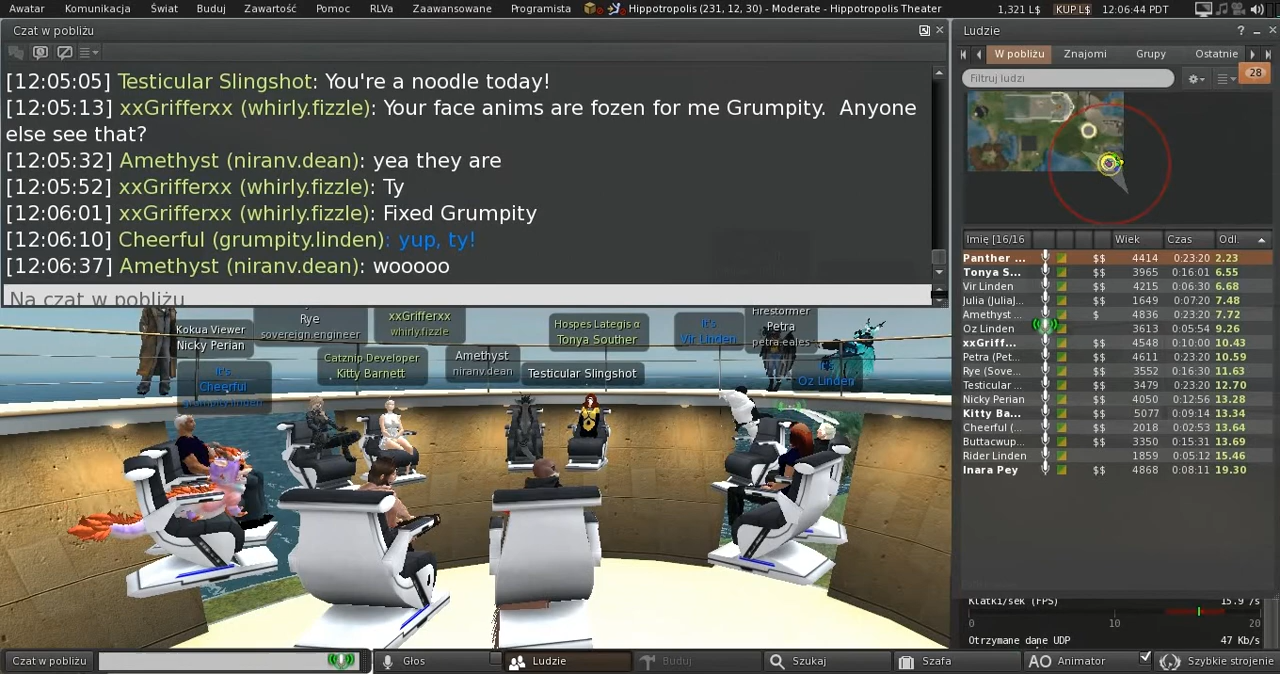 Awatar Komunikacja Świat Buduj Zawartość Pomoc RLVa Zaawansowane Programista Hippotropolis (231, 12, 30) - Moderate - Hippotropolis Theater 1,321 L$ KUP L$ 12:06:44 PDT
Czat w pobliżu
[12:05:05] Testicular Slingshot: You're a noodle today!
[12:05:13] xxGrifferxx (whirly.fizzle): Your face anims are fozen for me Grumpity. Anyone
else see that?
[12:05:32] Amethyst (niranv.dean): yea they are
[12:05:52] xxGrifferxx (whirly.fizzle): Ty
[12:06:01] xxGrifferxx (whirly.fizzle): Fixed Grumpity
[12:06:10] Cheerful (grumpity.linden): yup, ty!
[12:06:37] Amethyst (niranv.dean): wooooo
Na czat w pobliżu
Kokua Viewer
Nicky Perian
Rye
sovereign.engineer
xxGrifferxx
whirly.fizzle
Hospes Lategis α
Tonya Souther
It's
Vir Linden
Firestormer
Petra
petra.eales
It's
Cheerful
grumpity.linden
Catznip Developer
Kitty Barnett
Amethyst
niranv.dean
Testicular Slingshot
Oz Linden
Ludzie
W pobliżu Znajomi Grupy Ostatnie
Filtruj ludzi
28
Imię [16/16 Wiek Czas Odl.
Panther ... $$ 4414 0:23:20 2.23
Tonya S... $$ 3965 0:16:01 6.55
Vir Linden 4215 0:06:30 6.68
Julia (JuliaJ... $$ 1649 0:07:20 7.48
Amethyst ... $ 4836 0:23:20 7.72
Oz Linden 3613 0:05:54 9.26
xxGriff... $$ 4548 0:10:00 10.43
Petra (Pet... $$ 4611 0:23:20 10.59
Rye (Sove... $$ 3552 0:16:30 11.63
Testicular ... $$ 3479 0:23:20 12.70
Nicky Perian $$ 4050 0:12:56 13.28
Kitty Ba... $$ 5077 0:09:14 13.34
Cheerful (... $$ 2018 0:02:53 13.64
Buttacwup... $$ 3350 0:15:31 13.69
Rider Linden 1859 0:05:12 15.46
Inara Pey $$ 4868 0:08:11 19.30
Klatki/sek (FPS) 15.9 /s
0 10 20
Otrzymane dane UDP 47 Kb/s
Czat w pobliżu Głos Ludzie Buduj Szukaj Szafa AO Animator Szybkie strojenie